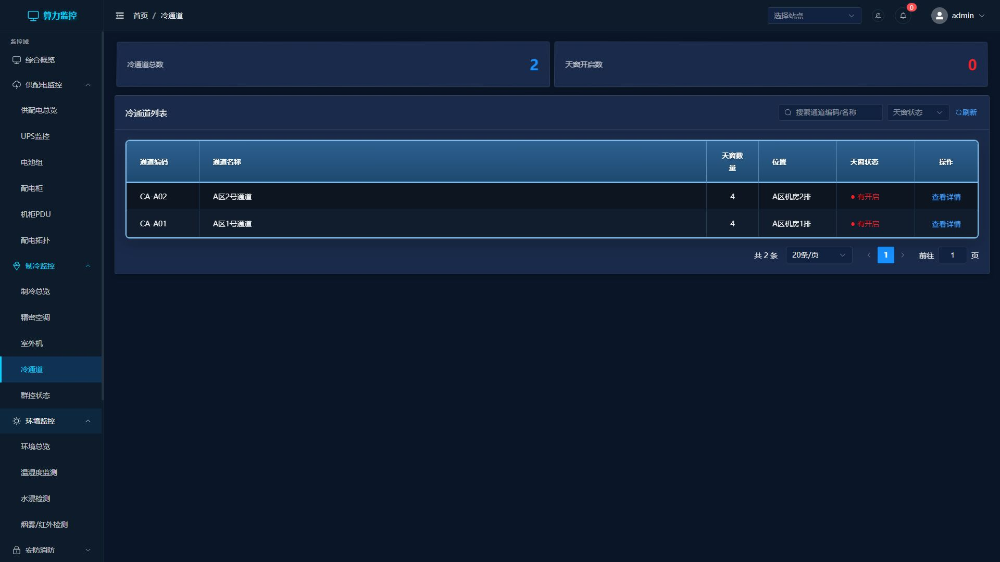 算力监控
首页 / 冷通道
选择站点
0
admin
监控域
综合概览
供配电监控
供配电总览
UPS监控
电池组
配电柜
机柜PDU
配电拓扑
制冷监控
制冷总览
精密空调
室外机
冷通道
群控状态
环境监控
环境总览
温湿度监测
水浸检测
烟雾/红外检测
安防消防
冷通道总数 2
天窗开启数 0
冷通道列表
搜索通道编码/名称
天窗状态
刷新
通道编码 通道名称 天窗数量 位置 天窗状态 操作
CA-A02 A区2号通道 4 A区机房2排 有开启 查看详情
CA-A01 A区1号通道 4 A区机房1排 有开启 查看详情
共 2 条 20条/页 1 前往 1 页